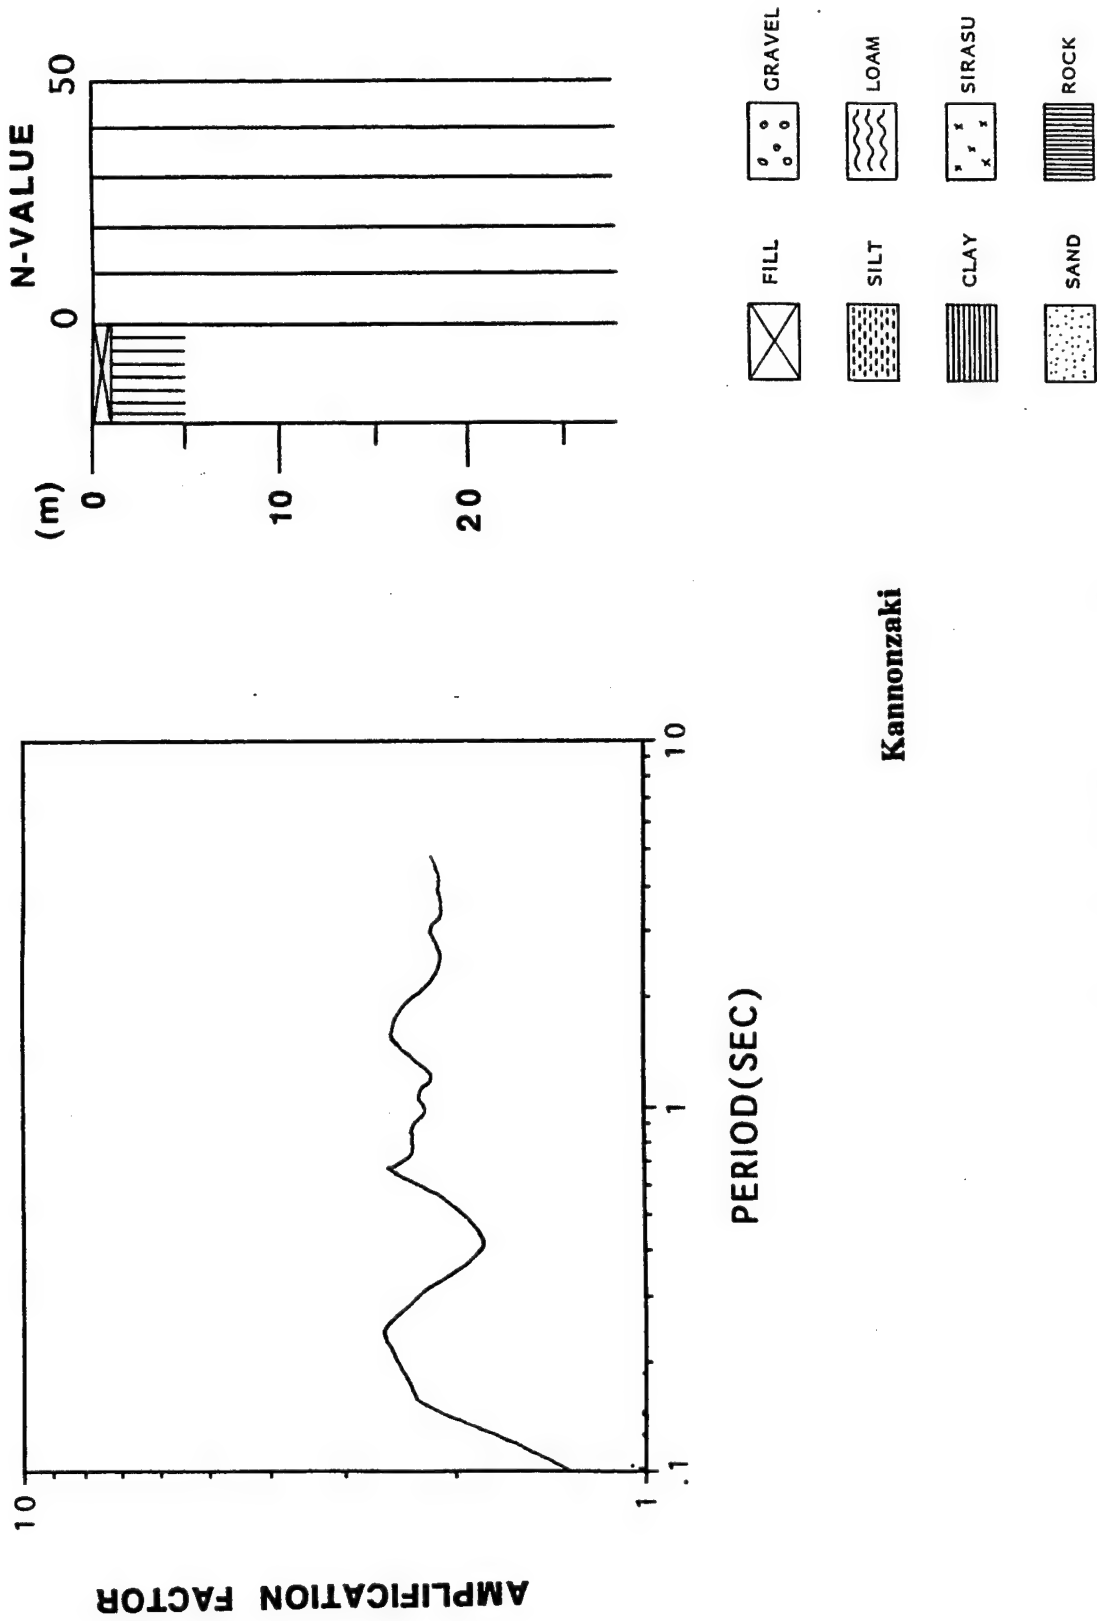 AMPLIFICATION FACTOR
10
1
.1
1
10
PERIOD(SEC)
Kannonzaki
(m)
N-VALUE
0
50
0
10
20
FILL
GRAVEL
SILT
LOAM
CLAY
SIRASU
SAND
ROCK